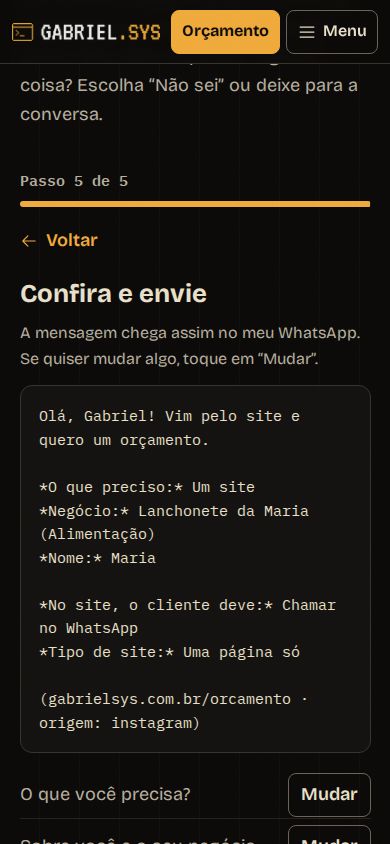 GABRIEL.SYS
Orçamento
Menu
coisa? Escolha “Não sei” ou deixe para a
conversa.
Passo 5 de 5
← Voltar
Confira e envie
A mensagem chega assim no meu WhatsApp.
Se quiser mudar algo, toque em “Mudar”.
Olá, Gabriel! Vim pelo site e
quero um orçamento.
*O que preciso:* Um site
*Negócio:* Lanchonete da Maria
(Alimentação)
*Nome:* Maria
*No site, o cliente deve:* Chamar
no WhatsApp
*Tipo de site:* Uma página só
(gabrielsys.com.br/orcamento ·
origem: instagram)
O que você precisa?
Mudar